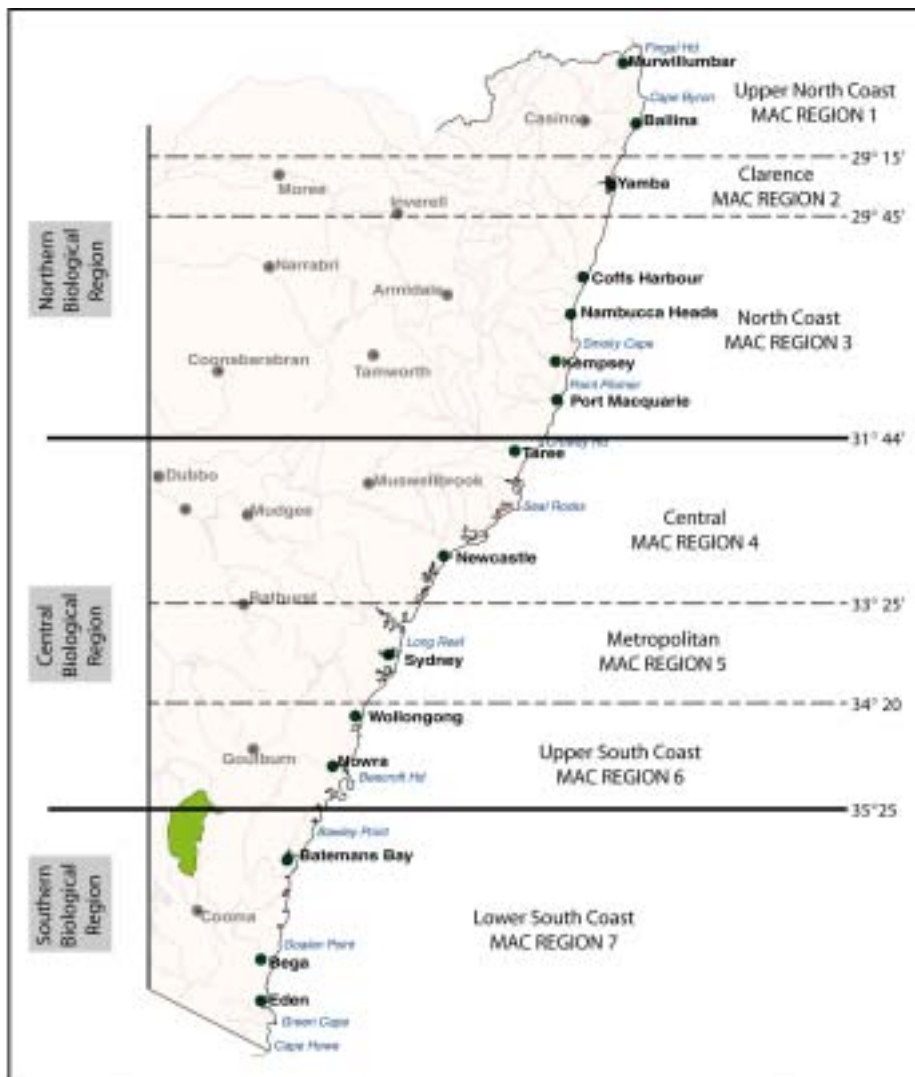 Fingal Hd
Murwillumbar
Upper North Coast
MAC REGION 1
Cape Byron
Casino
Ballina
29° 15'
Clarence
MAC REGION 2
Moree
Yamba
Inverell
29° 45'
Northern
Biological
Region
Narrabri
Coffs Harbour
Armidale
Nambucca Heads
North Coast
MAC REGION 3
Smoky Cape
Coonabarabran
Kempsey
Tamworth
Point Plomer
Port Macquarie
31° 44'
Crowdy Hd
Taree
Dubbo
Muswellbrook
Seal Rocks
Mudgee
Central
MAC REGION 4
Newcastle
Central
Biological
Region
Bathurst
33° 25'
Long Reef
Sydney
Metropolitan
MAC REGION 5
34° 20
Wollongong
Goulburn
Nowra
Upper South Coast
MAC REGION 6
Beecroft Hd
35°25
Bawley Point
Batemans Bay
Southern
Biological
Region
Cooma
Lower South Coast
MAC REGION 7
Point
Bega
Eden
Green Cape
Cape Howe